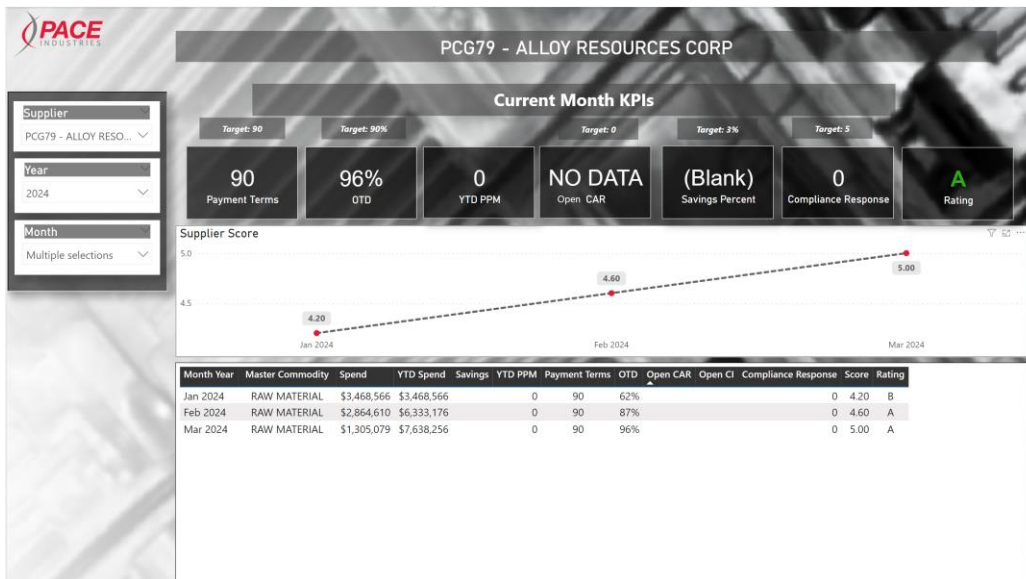 PACE
INDUSTRIES
PCG79 - ALLOY RESOURCES CORP
Current Month KPIs
Supplier
PCG79 - ALLOY RESO...
Year
2024
Month
Multiple selections
Target: 90
Target: 90%
Target: 0
Target: 3%
Target: 5
90
Payment Terms
96%
OTD
0
YTD PPM
NO DATA
Open CAR
(Blank)
Savings Percent
0
Compliance Response
A
Rating
Supplier Score
5.0
4.5
4.20
4.60
5.00
Jan 2024 Feb 2024 Mar 2024
Month Year Master Commodity Spend YTD Spend Savings YTD PPM Payment Terms OTD Open CAR Open CI Compliance Response Score Rating
Jan 2024 RAW MATERIAL $3,468,566 $3,468,566 0 90 62% 0 4.20 B
Feb 2024 RAW MATERIAL $2,864,610 $6,333,176 0 90 87% 0 4.60 A
Mar 2024 RAW MATERIAL $1,305,079 $7,638,256 0 90 96% 0 5.00 A